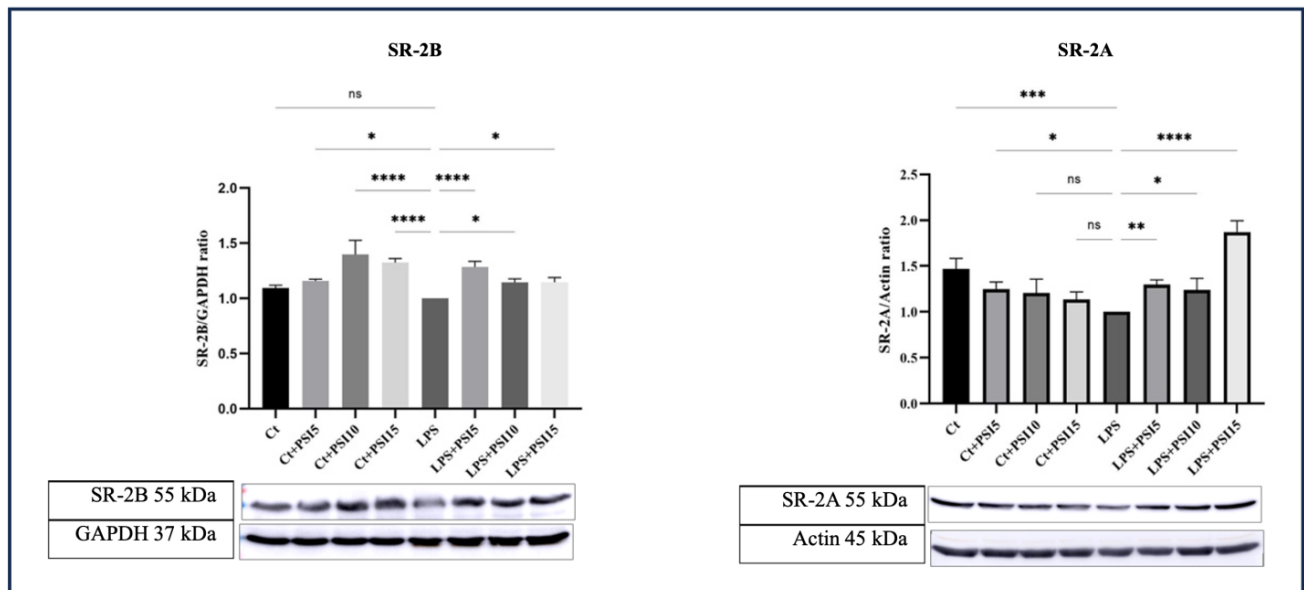 SR-2B
ns
*
*
****
****
****
*
SR-2B/GAPDH ratio
2.0
1.5
1.0
0.5
0.0
Ct
Ct+PSI5
Ct+PSI10
Ct+PSI15
LPS
LPS+PSI5
LPS+PSI10
LPS+PSI15
SR-2B 55 kDa
GAPDH 37 kDa
SR-2A
***
*
****
ns
*
ns
**
SR-2A/Actin ratio
2.5
2.0
1.5
1.0
0.5
0.0
Ct
Ct+PSI5
Ct+PSI10
Ct+PSI15
LPS
LPS+PSI5
LPS+PSI10
LPS+PSI15
SR-2A 55 kDa
Actin 45 kDa